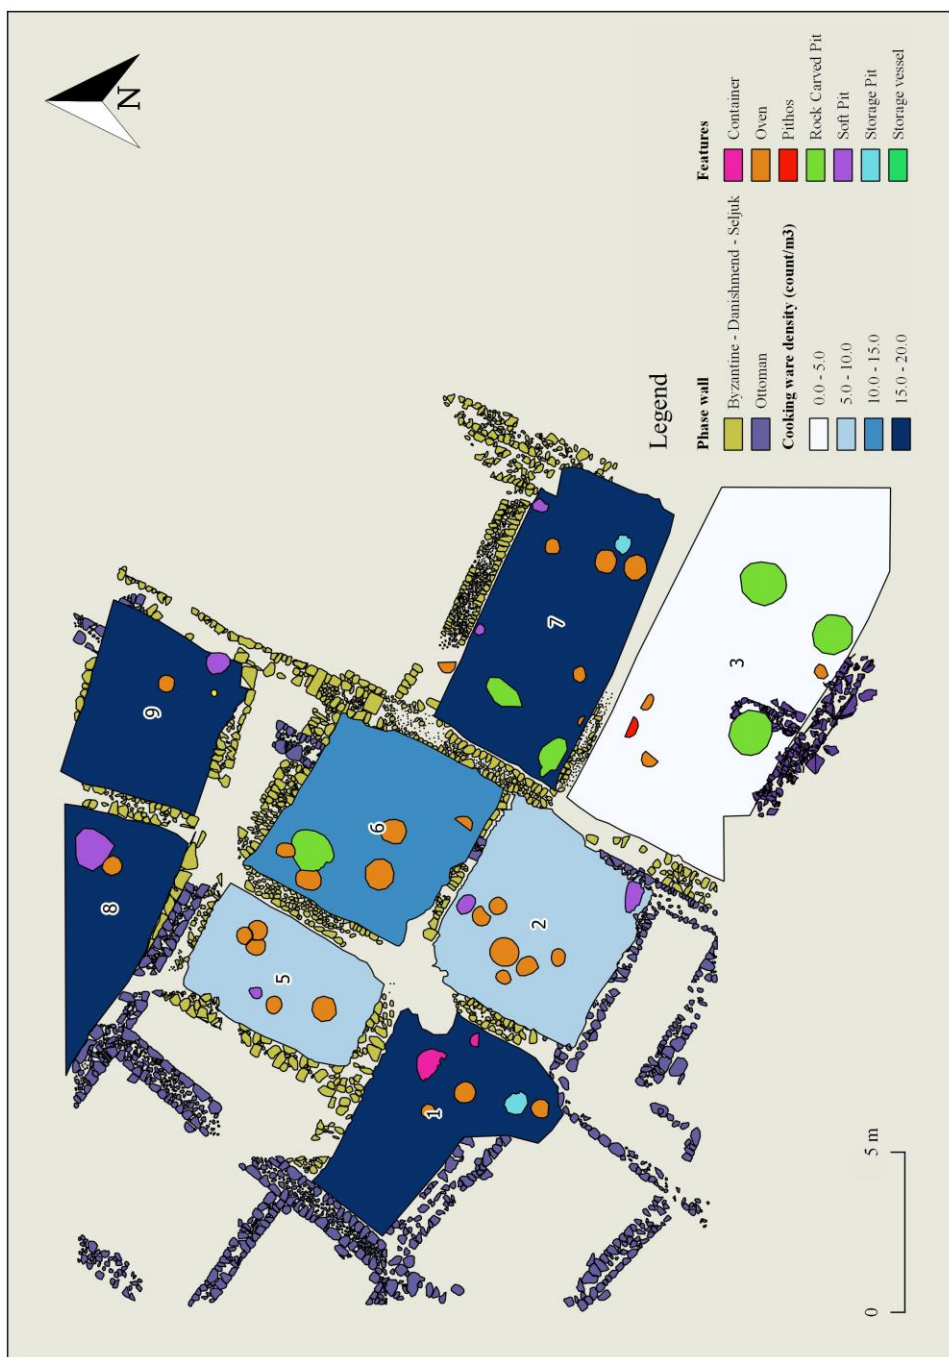 N
8
9
5
6
1
2
7
3
Legend
Phase wall
Byzantine - Danishmend - Seljuk
Ottoman
Cooking ware density (count/m3)
0.0 - 5.0
5.0 - 10.0
10.0 - 15.0
15.0 - 20.0
Features
Container
Oven
Pithos
Rock Carved Pit
Soft Pit
Storage Pit
Storage vessel
0
5 m